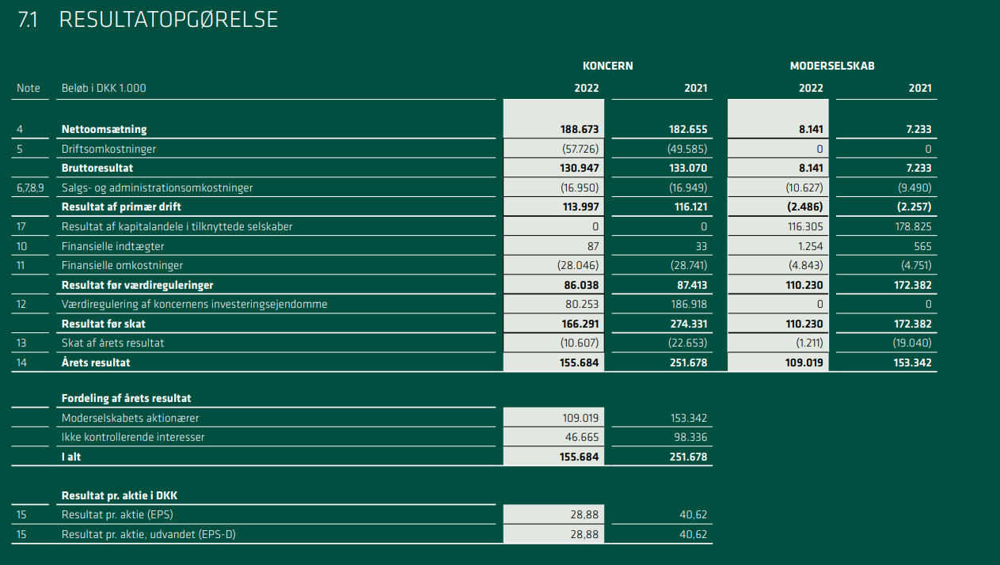 7.1 RESULTATOPGØRELSE
KONCERN MODERSELSKAB
Note Beløb i DKK 1.000 2022 2021 2022 2021
4 Nettoomsætning 188.673 182.655 8.141 7.233
5 Driftsomkostninger (57.726) (49.585) 0 0
Bruttoresultat 130.947 133.070 8.141 7.233
6,7,8,9 Salgs- og administrationsomkostninger (16.950) (16.949) (10.627) (9.490)
Resultat af primær drift 113.997 116.121 (2.486) (2.257)
17 Resultat af kapitalandele i tilknyttede selskaber 0 0 116.305 178.825
10 Finansielle indtægter 87 33 1.254 565
11 Finansielle omkostninger (28.046) (28.741) (4.843) (4.751)
Resultat før værdireguleringer 86.038 87.413 110.230 172.382
12 Værdiregulering af koncernens investeringsejendomme 80.253 186.918 0 0
Resultat før skat 166.291 274.331 110.230 172.382
13 Skat af årets resultat (10.607) (22.653) (1.211) (19.040)
14 Årets resultat 155.684 251.678 109.019 153.342
Fordeling af årets resultat
Moderselskabets aktionærer 109.019 153.342
Ikke kontrollerende interesser 46.665 98.336
I alt 155.684 251.678
Resultat pr. aktie i DKK
15 Resultat pr. aktie (EPS) 28,88 40,62
15 Resultat pr. aktie, udvandet (EPS-D) 28,88 40,62